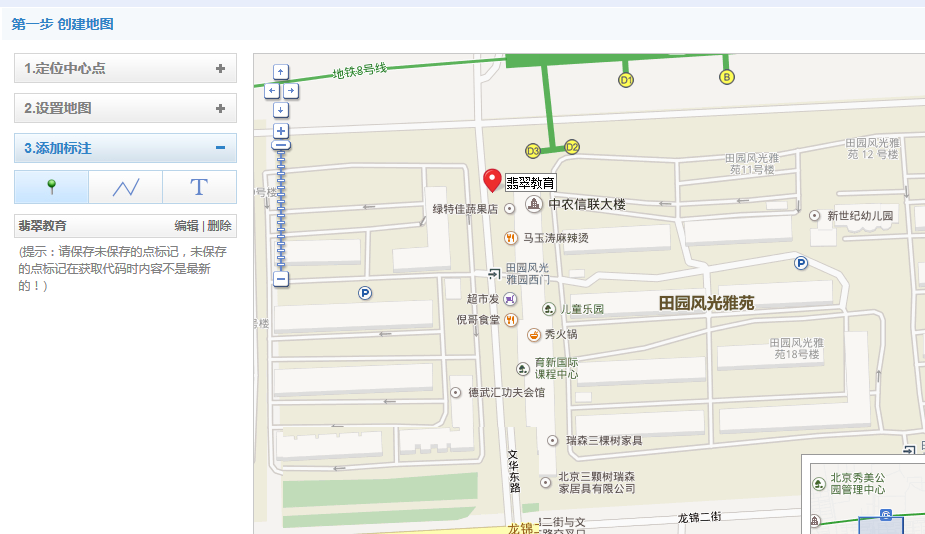 第一步 创建地图
1.定位中心点
2.设置地图
3.添加标注
T
翡翠教育 编辑 | 删除
(提示：请保存未保存的点标记，未保存
的点标记在获取代码时内容不是最新
的！)
地铁8号线
D1
B
D3
D2
田园风光雅
苑11号楼
田园风光雅
苑 12 号楼
号楼
翡翠教育
绿特佳蔬果店
中农信联大楼
新世纪幼儿园
马玉涛麻辣烫
田园风光
雅园西门
P
P
超市发
儿童乐园
田园风光雅苑
倪哥食堂
号楼
秀火锅
田园风光雅
苑18号楼
育新国际
课程中心
德武汇功夫会馆
瑞森三棵树家具
文华东路
北京三颗树瑞森
家居具有限公司
北京秀美公
园管理中心
龙锦二街
龙锦
二街与文